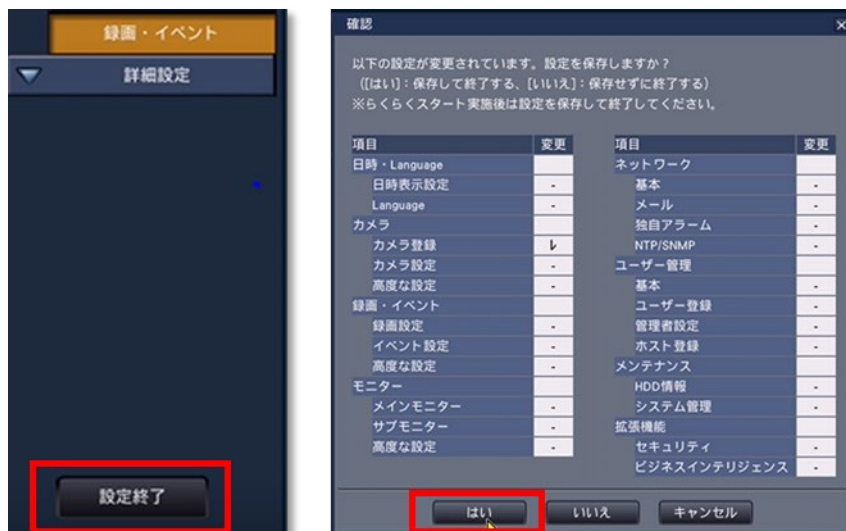 録画・イベント
詳細設定
設定終了
確認
以下の設定が変更されています。設定を保存しますか？
（[はい]：保存して終了する、[いいえ]：保存せずに終了する）
※らくらくスタート実施後は設定を保存して終了してください。
項目 変更
日時・Language
日時表示設定 -
Language -
カメラ
カメラ登録 レ
カメラ設定 -
高度な設定 -
録画・イベント
録画設定 -
イベント設定 -
高度な設定 -
モニター
メインモニター -
サブモニター -
高度な設定 -
項目 変更
ネットワーク
基本 -
メール -
独自アラーム -
NTP/SNMP -
ユーザー管理
基本 -
ユーザー登録 -
管理者設定 -
ホスト登録 -
メンテナンス
HDD情報 -
システム管理 -
拡張機能
セキュリティ -
ビジネスインテリジェンス -
はい いいえ キャンセル